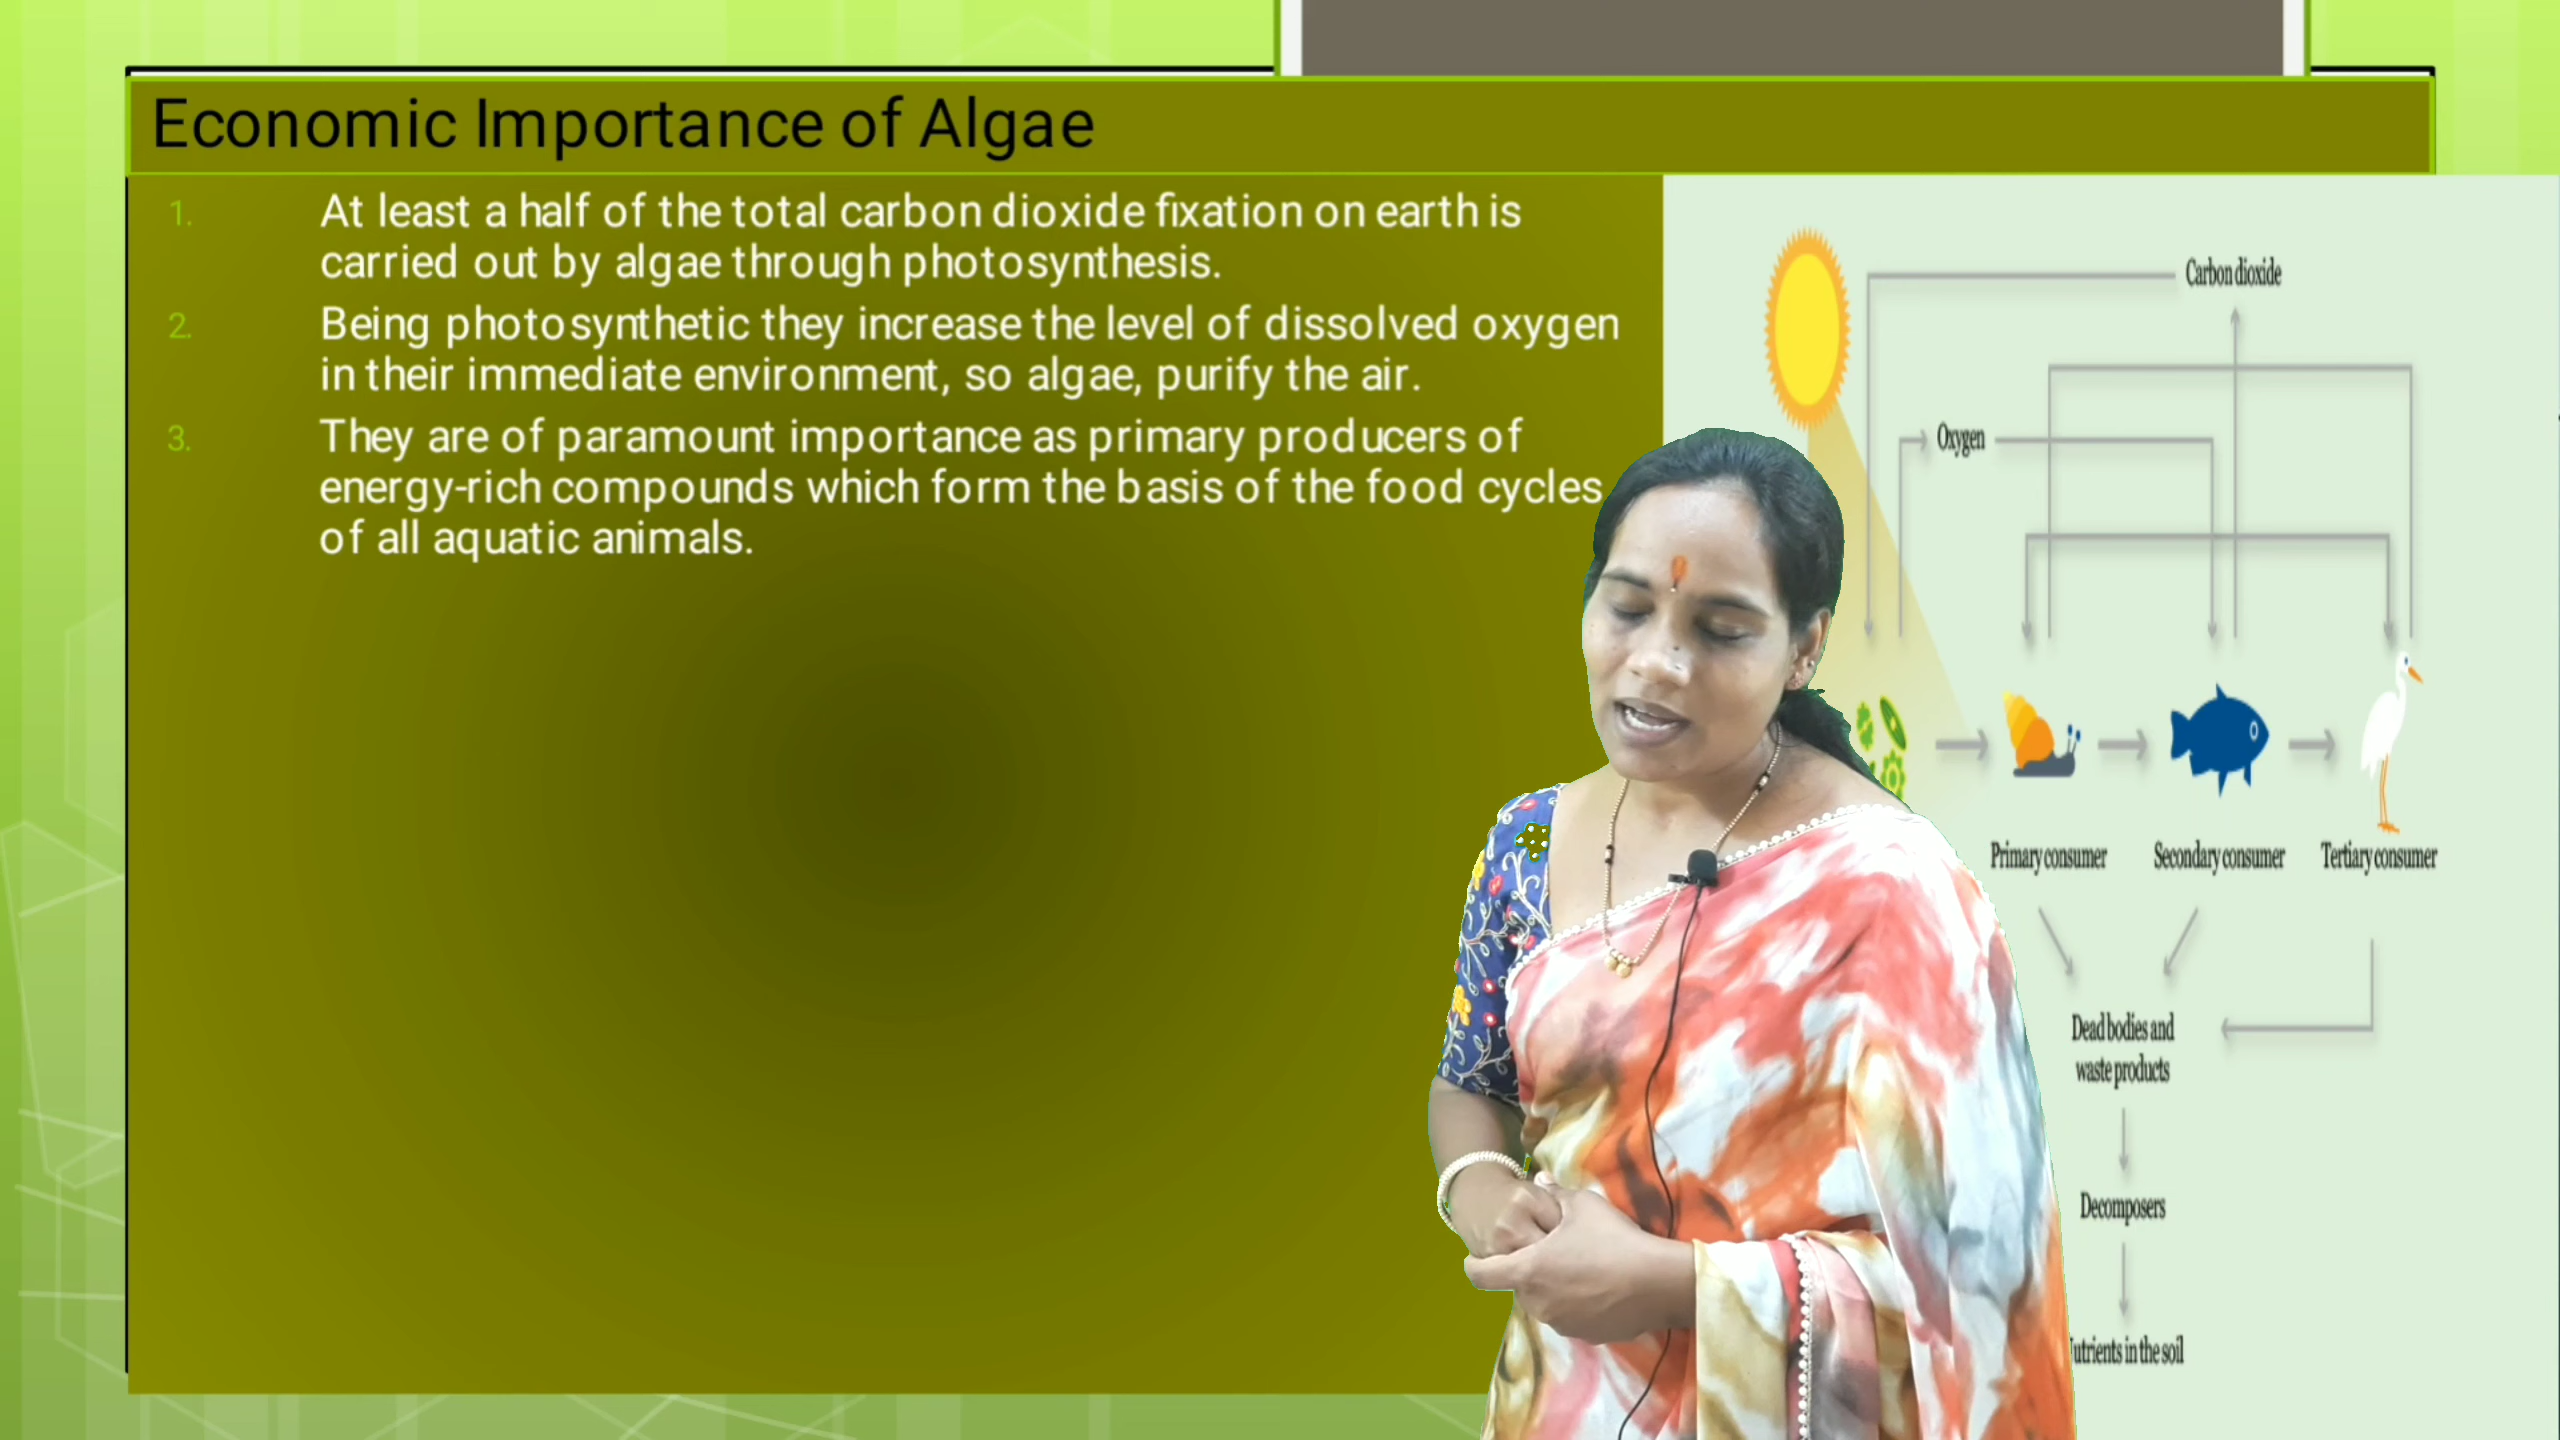 Economic Importance of Algae
1. At least a half of the total carbon dioxide fixation on earth is
carried out by algae through photosynthesis.
2. Being photosynthetic they increase the level of dissolved oxygen
in their immediate environment, so algae, purify the air.
3. They are of paramount importance as primary producers of
energy-rich compounds which form the basis of the food cycles
of all aquatic animals.
Carbon dioxide
Oxygen
Primary consumer
Secondary consumer
Tertiary consumer
Dead bodies and
waste products
Decomposers
in the soil